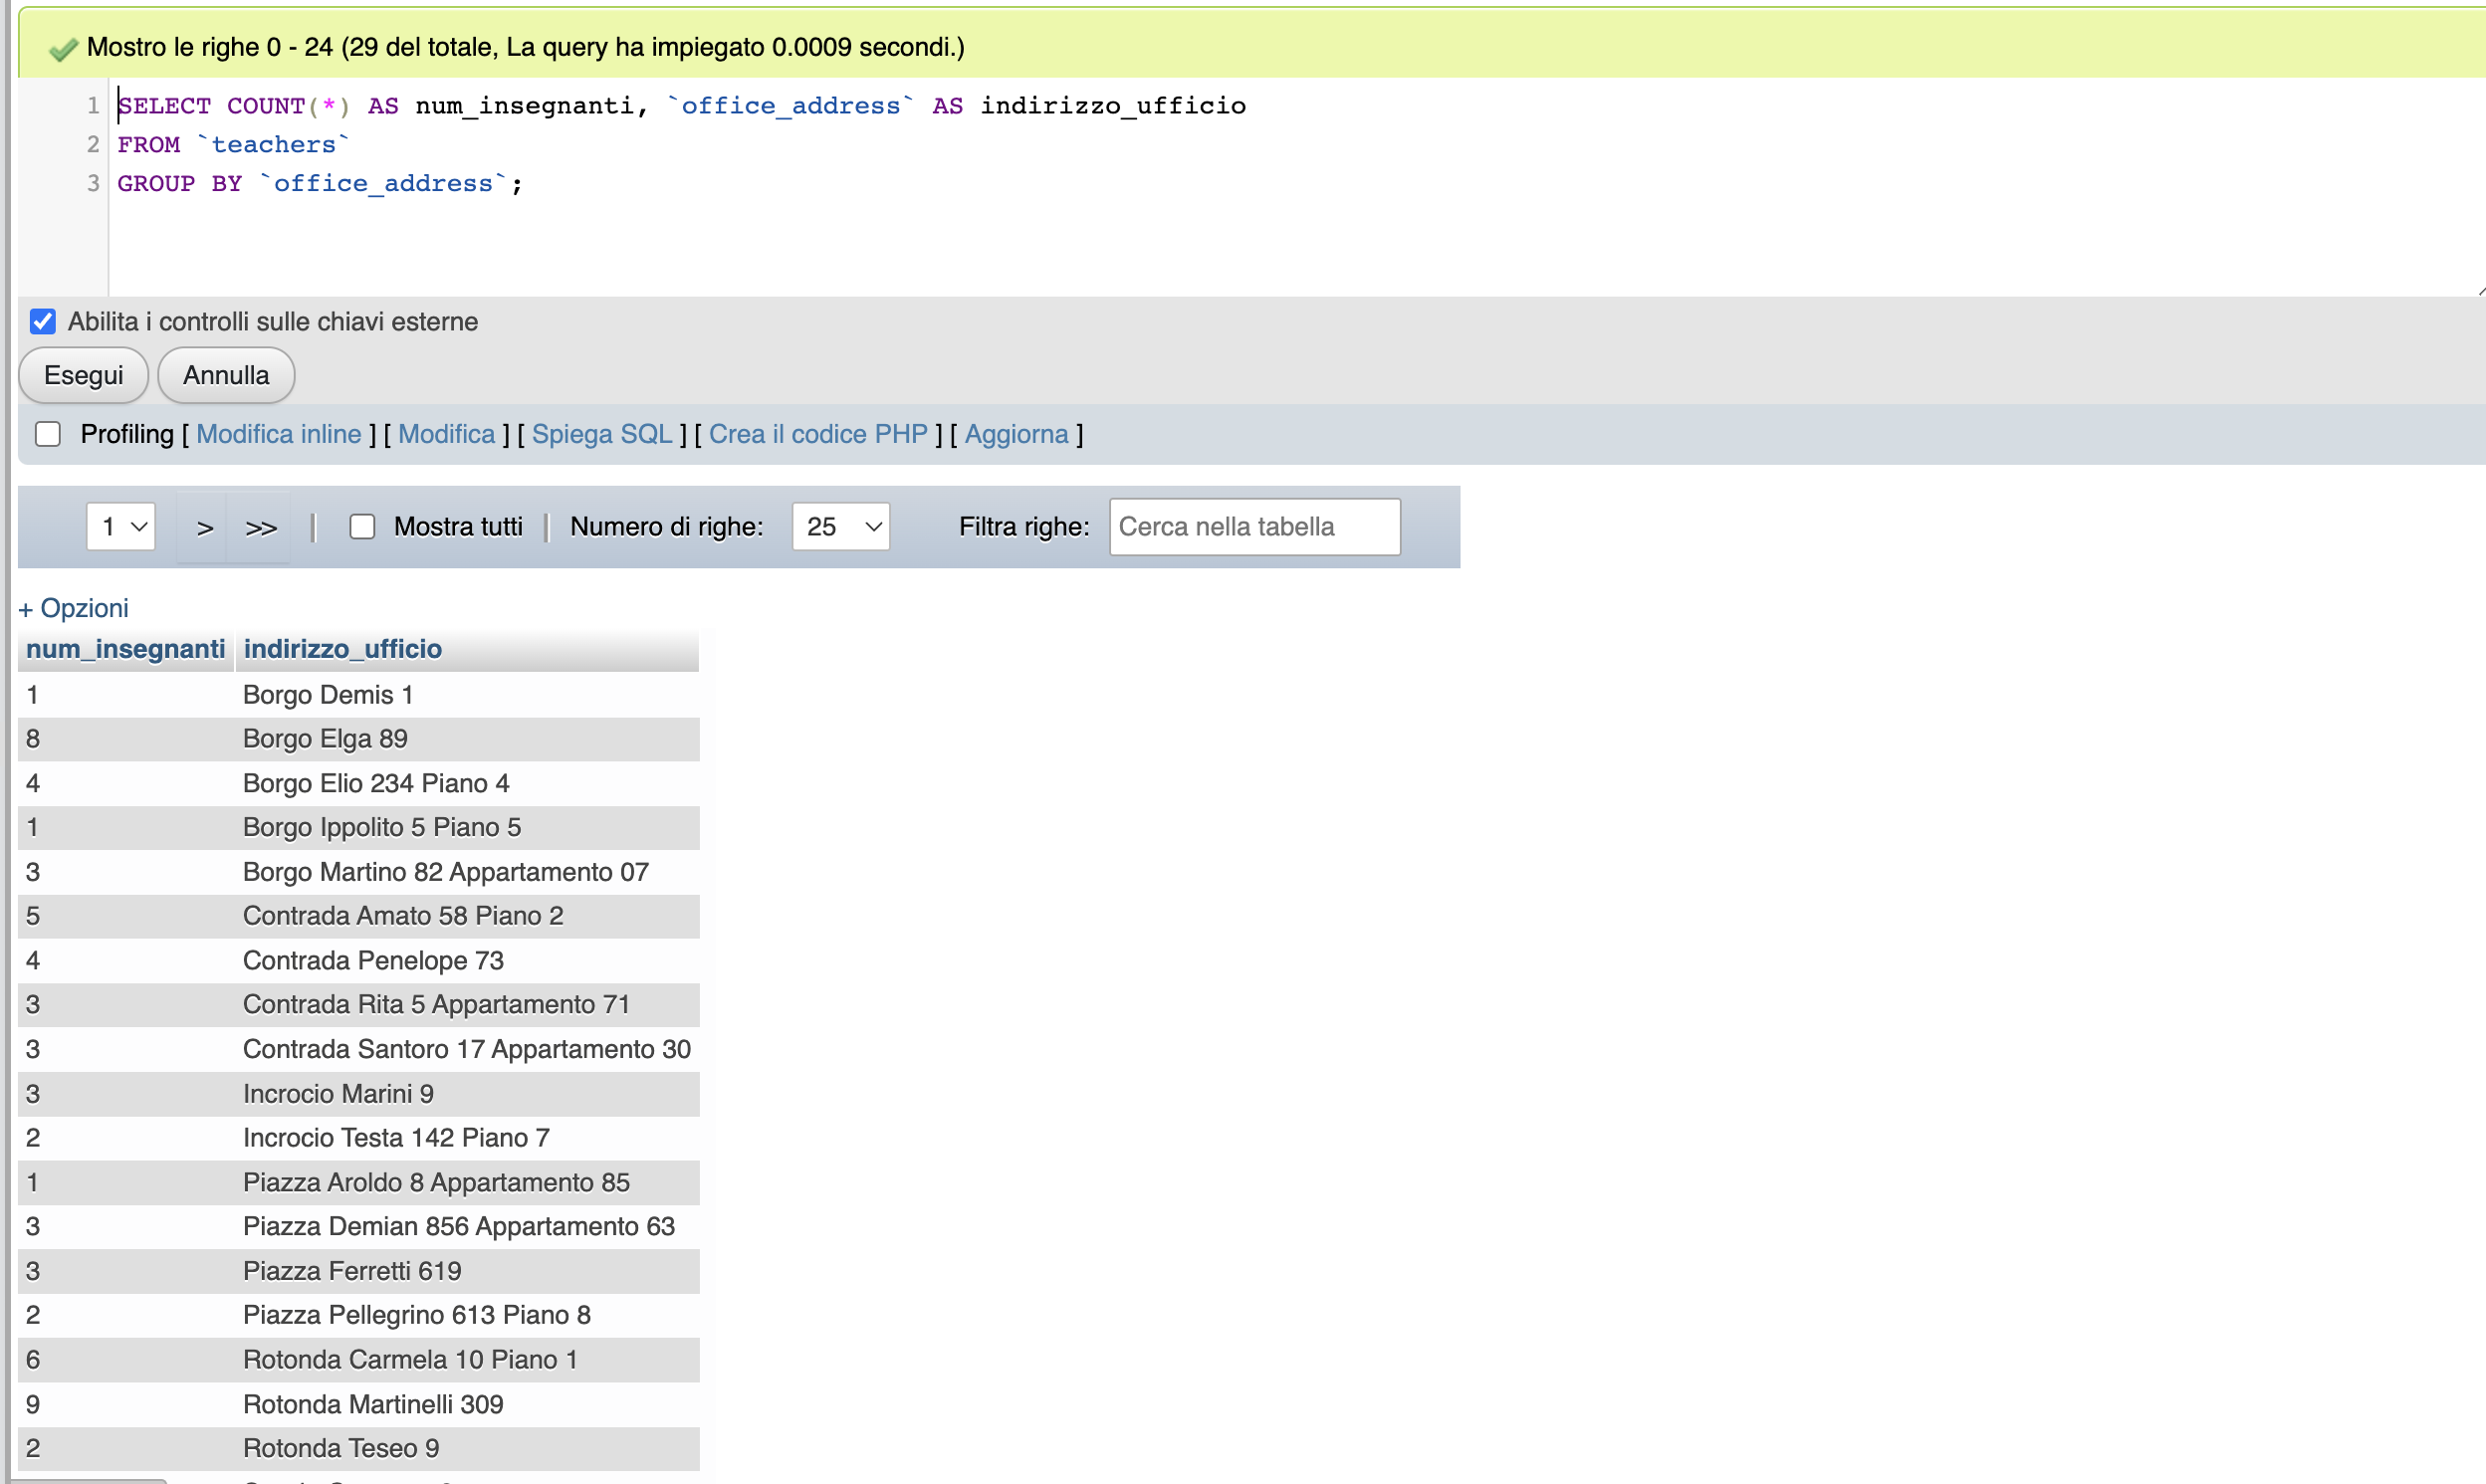 Mostro le righe 0 - 24 (29 del totale, La query ha impiegato 0.0009 secondi.)
1 SELECT COUNT(*) AS num_insegnanti, `office_address` AS indirizzo_ufficio
2 FROM `teachers`
3 GROUP BY `office_address`;
Abilita i controlli sulle chiavi esterne
Esegui Annulla
Profiling [ Modifica inline ] [ Modifica ] [ Spiega SQL ] [ Crea il codice PHP ] [ Aggiorna ]
1 > >> | Mostra tutti | Numero di righe: 25 Filtra righe: Cerca nella tabella
+ Opzioni
num_insegnanti indirizzo_ufficio
1 Borgo Demis 1
8 Borgo Elga 89
4 Borgo Elio 234 Piano 4
1 Borgo Ippolito 5 Piano 5
3 Borgo Martino 82 Appartamento 07
5 Contrada Amato 58 Piano 2
4 Contrada Penelope 73
3 Contrada Rita 5 Appartamento 71
3 Contrada Santoro 17 Appartamento 30
3 Incrocio Marini 9
2 Incrocio Testa 142 Piano 7
1 Piazza Aroldo 8 Appartamento 85
3 Piazza Demian 856 Appartamento 63
3 Piazza Ferretti 619
2 Piazza Pellegrino 613 Piano 8
6 Rotonda Carmela 10 Piano 1
9 Rotonda Martinelli 309
2 Rotonda Teseo 9